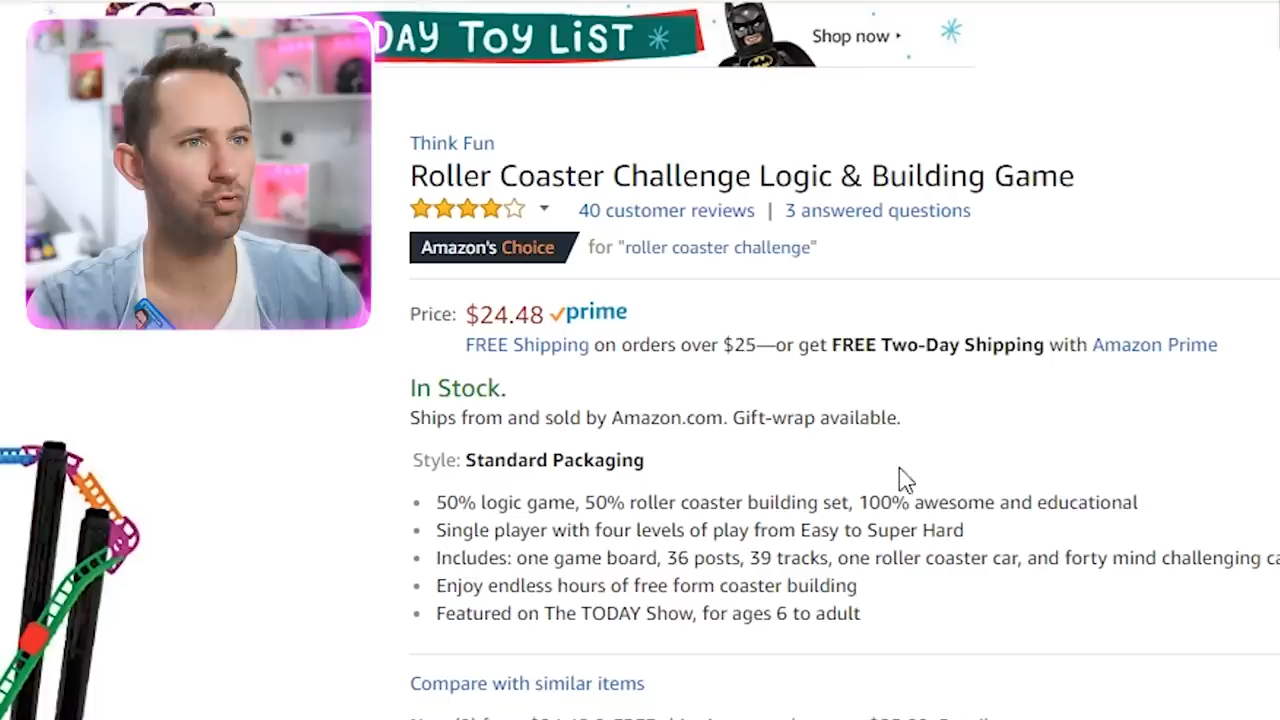 DAY TOY LIST
Shop now
Think Fun
Roller Coaster Challenge Logic & Building Game
40 customer reviews | 3 answered questions
Amazon's Choice for "roller coaster challenge"
Price: $24.48 prime
FREE Shipping on orders over $25—or get FREE Two-Day Shipping with Amazon Prime
In Stock.
Ships from and sold by Amazon.com. Gift-wrap available.
Style: Standard Packaging
• 50% logic game, 50% roller coaster building set, 100% awesome and educational
• Single player with four levels of play from Easy to Super Hard
• Includes: one game board, 36 posts, 39 tracks, one roller coaster car, and forty mind challenging ca
• Enjoy endless hours of free form coaster building
• Featured on The TODAY Show, for ages 6 to adult
Compare with similar items